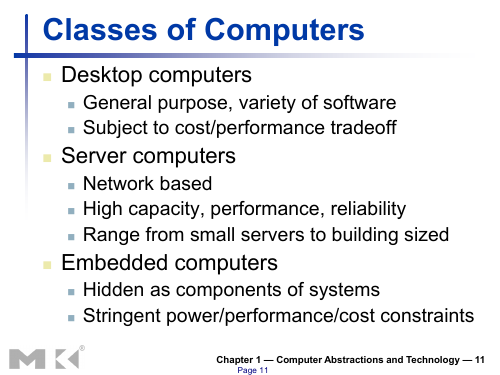 Classes of Computers
Desktop computers
General purpose, variety of software
Subject to cost/performance tradeoff
Server computers
Network based
High capacity, performance, reliability
Range from small servers to building sized
Embedded computers
Hidden as components of systems
Stringent power/performance/cost constraints
MK®
Chapter 1 — Computer Abstractions and Technology — 11
Page 11